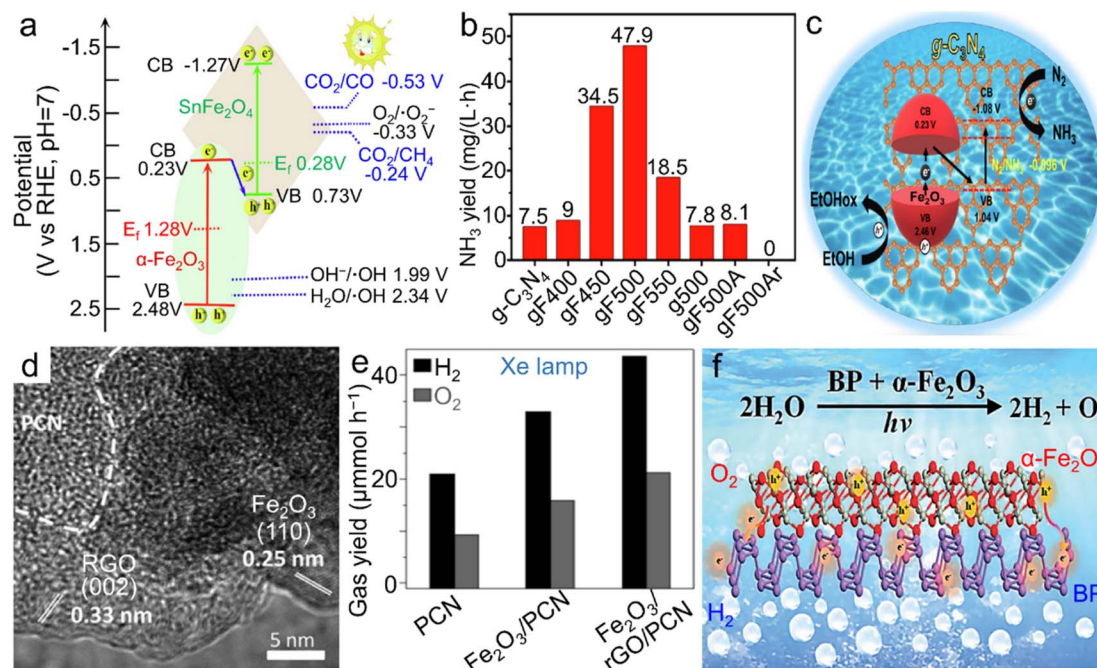 a
Potential
(V vs RHE, pH=7)
-1.5
-0.5
0.5
1.5
2.5
CB -1.27V
SnFe₂O₄
e⁻ e⁻
CO₂/CO -0.53 V
O₂/·O₂⁻
-0.33 V
CO₂/CH₄
-0.24 V
e⁻
CB
0.23V
e⁻
E_f 0.28V
VB 0.73V
h⁺ h⁺
E_f 1.28V
α-Fe₂O₃
VB
2.48V
h⁺ h⁺
OH⁻/·OH 1.99 V
H₂O/·OH 2.34 V
b
NH₃ yield (mg/(L·h)
50
40
30
20
10
0
7.5
9
34.5
47.9
18.5
7.8
8.1
0
g-C₃N₄
gF400
gF450
gF500
gF550
g500
gF500A
gF500Ar
c
g-C₃N₄
N₂
e⁻
NH₃
CB
-1.08 V
CB
0.23 V
N₂/NH₃ -0.096 V
e⁻
Fe₂O₃
VB
2.46 V
h⁺
VB
1.04 V
EtOHox
h⁺
EtOH
d
PCN
Fe₂O₃
(110)
0.25 nm
RGO
(002)
0.33 nm
5 nm
e
Xe lamp
H₂
O₂
Gas yield (μmmol h⁻¹)
40
20
0
PCN
Fe₂O₃/PCN
Fe₂O₃/
rGO/PCN
f
BP + α-Fe₂O₃
2H₂O
2H₂ + O
hν
O₂
α-Fe₂O
h⁺ h⁺ h⁺ h⁺ h⁺
e⁻ e⁻ e⁻ e⁻ e⁻ e⁻ e⁻
H₂
BP